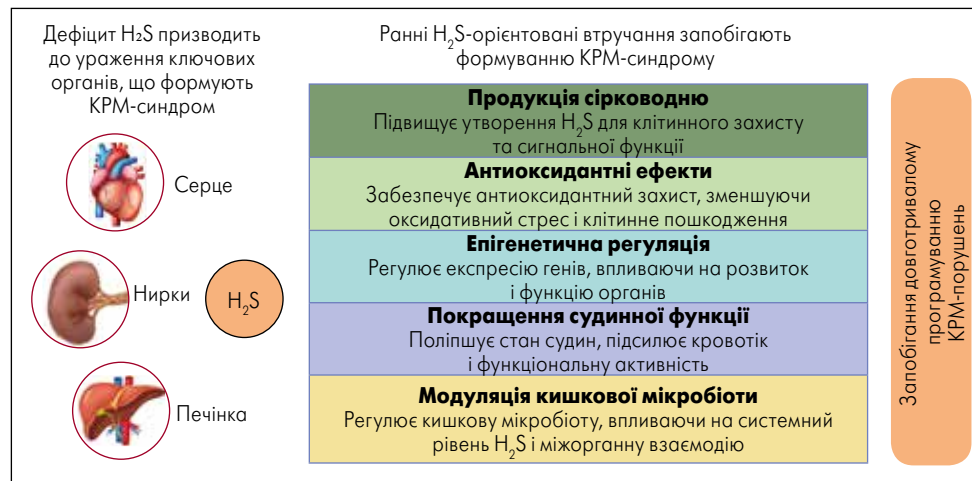 Дефіцит H₂S призводить
до ураження ключових
органів, що формують
КРМ-синдром
Серце
Нирки
H₂S
Печінка
Ранні H₂S-орієнтовані втручання запобігають
формуванню КРМ-синдрому
Продукція сірководню
Підвищує утворення H₂S для клітинного захисту
та сигнальної функції
Антиоксидантні ефекти
Забезпечує антиоксидантний захист, зменшуючи
оксидативний стрес і клітинне пошкодження
Епігенетична регуляція
Регулює експресію генів, впливаючи на розвиток
і функцію органів
Покращення судинної функції
Поліпшує стан судин, підсилює кровотік
і функціональну активність
Модуляція кишкової мікробіоти
Регулює кишкову мікробіоту, впливаючи на системний
рівень H₂S і міжорганну взаємодію
Запобігання довготривалому
програмуванню
КРМ-порушень